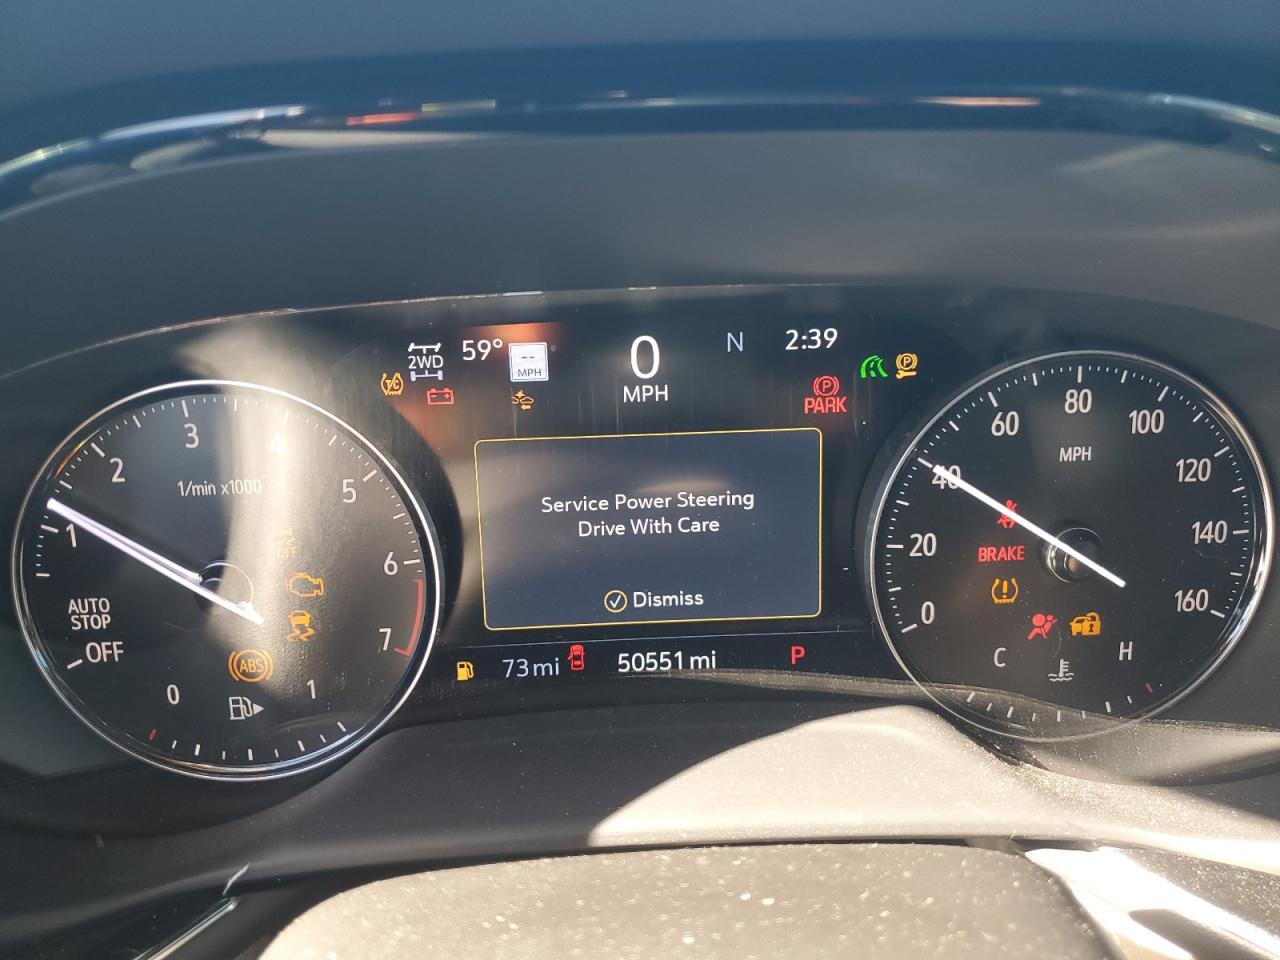 2WD
59°
--
MPH
0
MPH
N
2:39
T/C
P
PARK
P
Service Power Steering
Drive With Care
Dismiss
73mi
50551mi
P
AUTO
STOP
OFF
1
2
3
4
5
6
7
1/min x1000
OFF
ABS
0
1
0
20
40
60
80
100
120
140
160
MPH
BRAKE
C
H